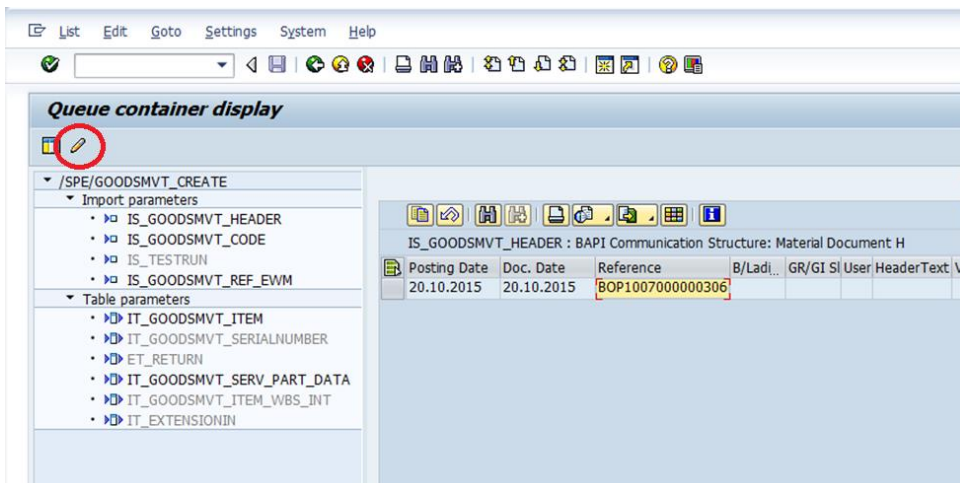 List Edit Goto Settings System Help
Queue container display
/SPE/GOODSMVT_CREATE
Import parameters
IS_GOODSMVT_HEADER
IS_GOODSMVT_CODE
IS_TESTRUN
IS_GOODSMVT_REF_EWM
Table parameters
IT_GOODSMVT_ITEM
IT_GOODSMVT_SERIALNUMBER
ET_RETURN
IT_GOODSMVT_SERV_PART_DATA
IT_GOODSMVT_ITEM_WBS_INT
IT_EXTENSIONIN
IS_GOODSMVT_HEADER : BAPI Communication Structure: Material Document H
Posting Date Doc. Date Reference B/Ladi... GR/GI Sl User HeaderText V
20.10.2015 20.10.2015 BOP1007000000306